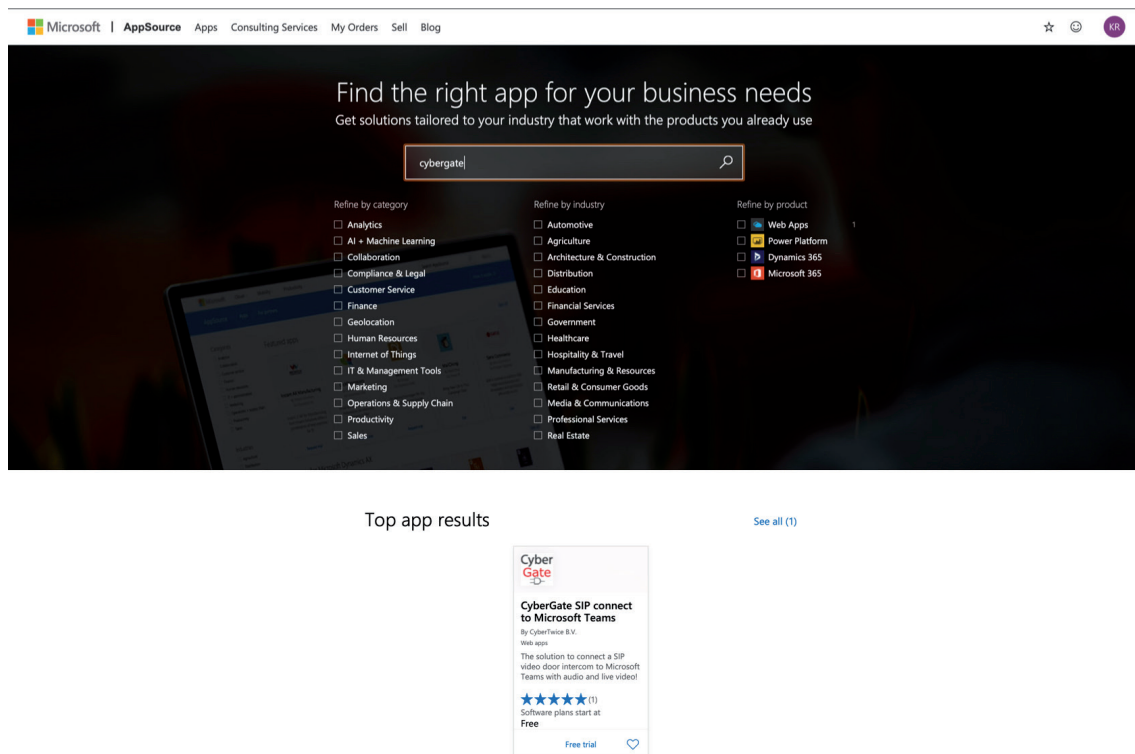 Microsoft | AppSource Apps Consulting Services My Orders Sell Blog
KR
Find the right app for your business needs
Get solutions tailored to your industry that work with the products you already use
cybergate
Refine by category
Analytics
AI + Machine Learning
Collaboration
Compliance & Legal
Customer Service
Finance
Geolocation
Human Resources
Internet of Things
IT & Management Tools
Marketing
Operations & Supply Chain
Productivity
Sales
Refine by industry
Automotive
Agriculture
Architecture & Construction
Distribution
Education
Financial Services
Government
Healthcare
Hospitality & Travel
Manufacturing & Resources
Retail & Consumer Goods
Media & Communications
Professional Services
Real Estate
Refine by product
Web Apps 1
Power Platform
Dynamics 365
Microsoft 365
Top app results
See all (1)
Cyber
Gate
CyberGate SIP connect
to Microsoft Teams
By CyberTwice B.V.
Web apps
The solution to connect a SIP
video door intercom to Microsoft
Teams with audio and live video!
(1)
Software plans start at
Free
Free trial